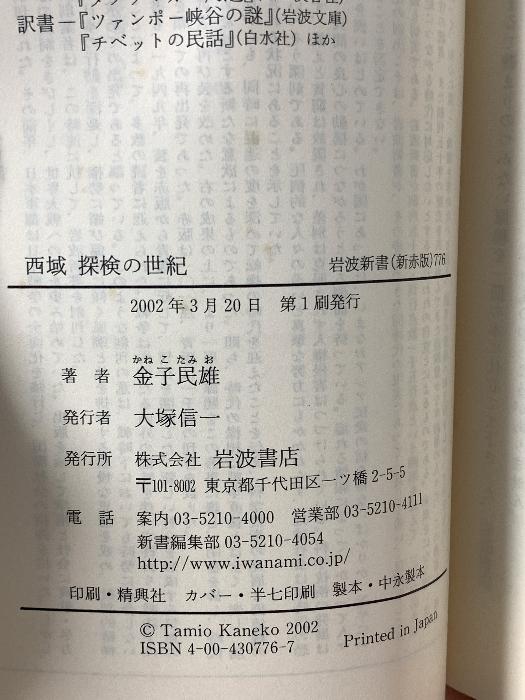 訳書—『ツァンポー峡谷の謎』(岩波文庫)
『チベットの民話』(白水社) ほか
西域 探検の世紀
岩波新書(新赤版)776
2002年3月20日 第1刷発行
かね こ たみ お
著者 金子民雄
発行者 大塚信一
発行所 株式会社 岩波書店
〒101-8002 東京都千代田区一ツ橋2-5-5
電話 案内 03-5210-4000 営業部 03-5210-4111
新書編集部 03-5210-4054
http://www.iwanami.co.jp/
印刷・精興社 カバー・半七印刷 製本・中永製本
© Tamio Kaneko 2002
ISBN 4-00-430776-7
Printed in Japan